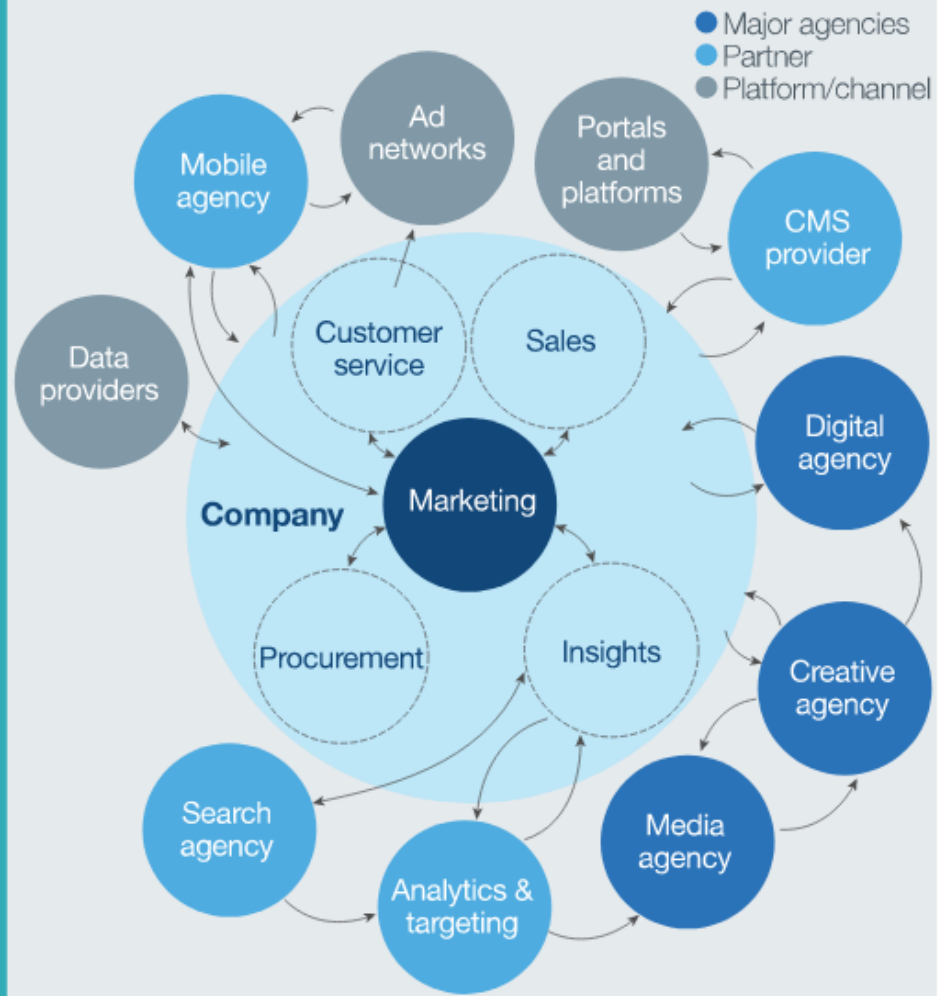 Major agencies
Partner
Platform/channel
Ad
networks
Portals
and
platforms
Mobile
agency
CMS
provider
Customer
service
Sales
Data
providers
Digital
agency
Marketing
Company
Procurement
Insights
Creative
agency
Search
agency
Media
agency
Analytics &
targeting